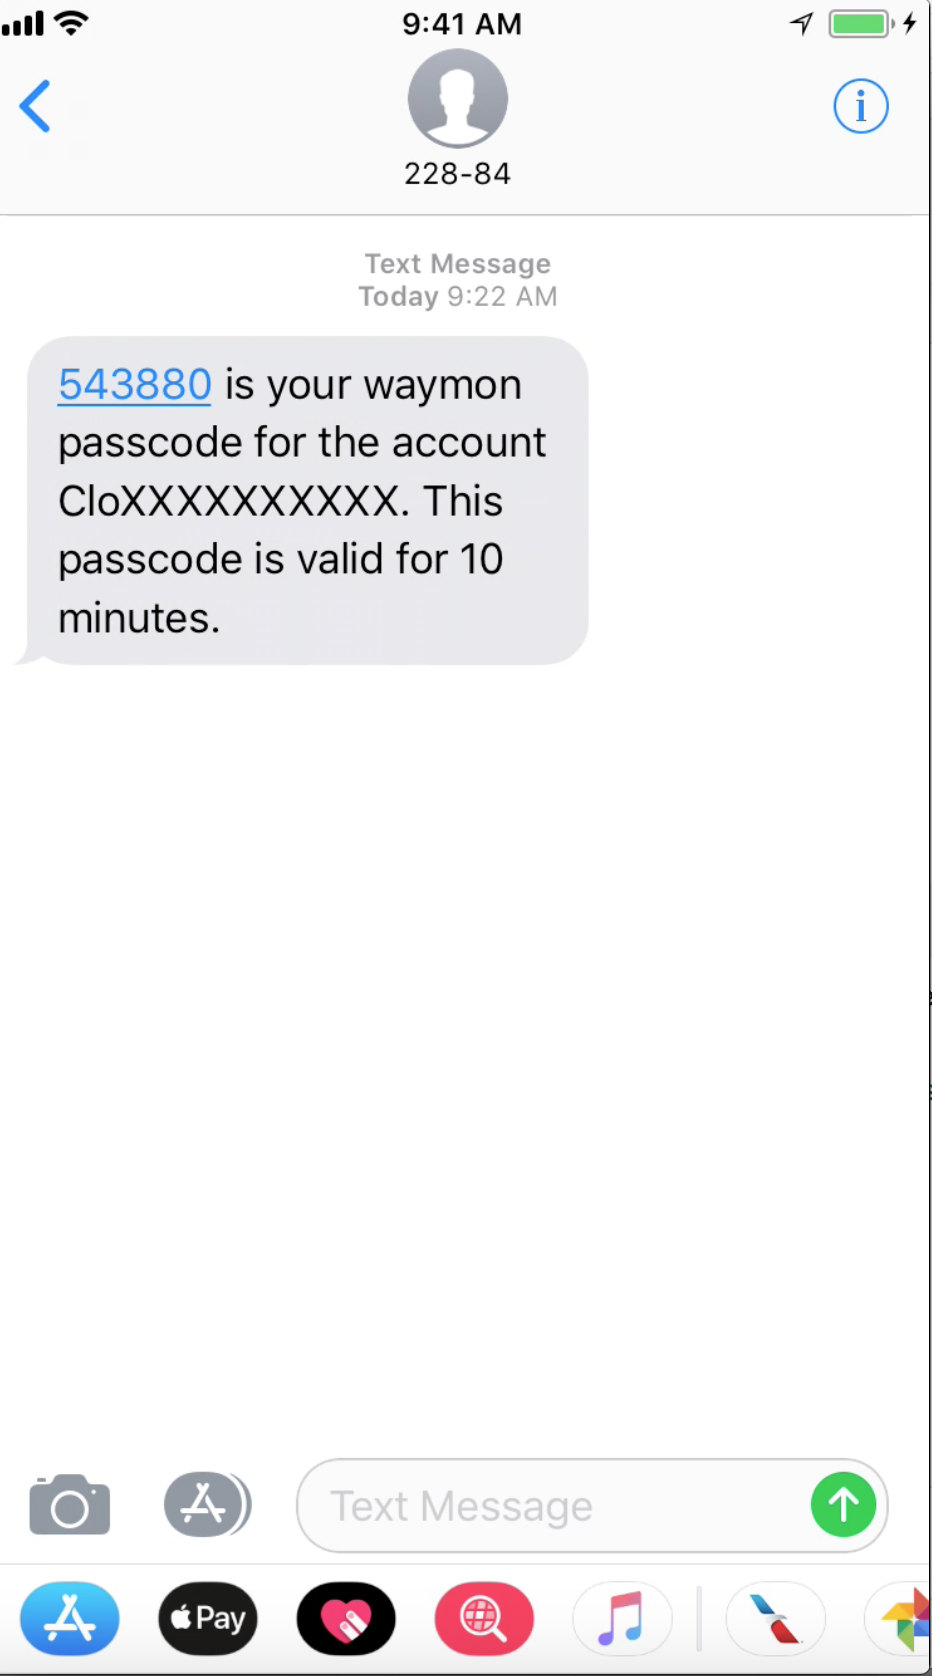 9:41 AM
228-84
Text Message
Today 9:22 AM
543880 is your waymon
passcode for the account
CloXXXXXXXXXX. This
passcode is valid for 10
minutes.
Text Message
Pay